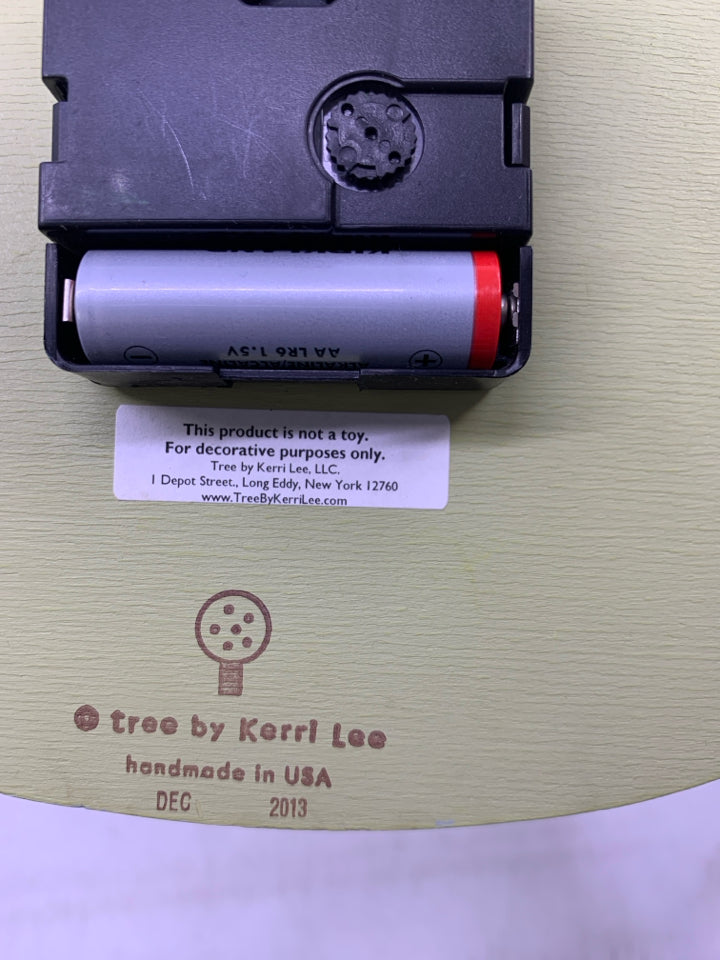 AA LR6 1.5V
This product is not a toy.
For decorative purposes only.
Tree by Kerri Lee, LLC.
1 Depot Street., Long Eddy, New York 12760
www.TreeByKerriLee.com
tree by Kerri Lee
handmade in USA
DEC 2013